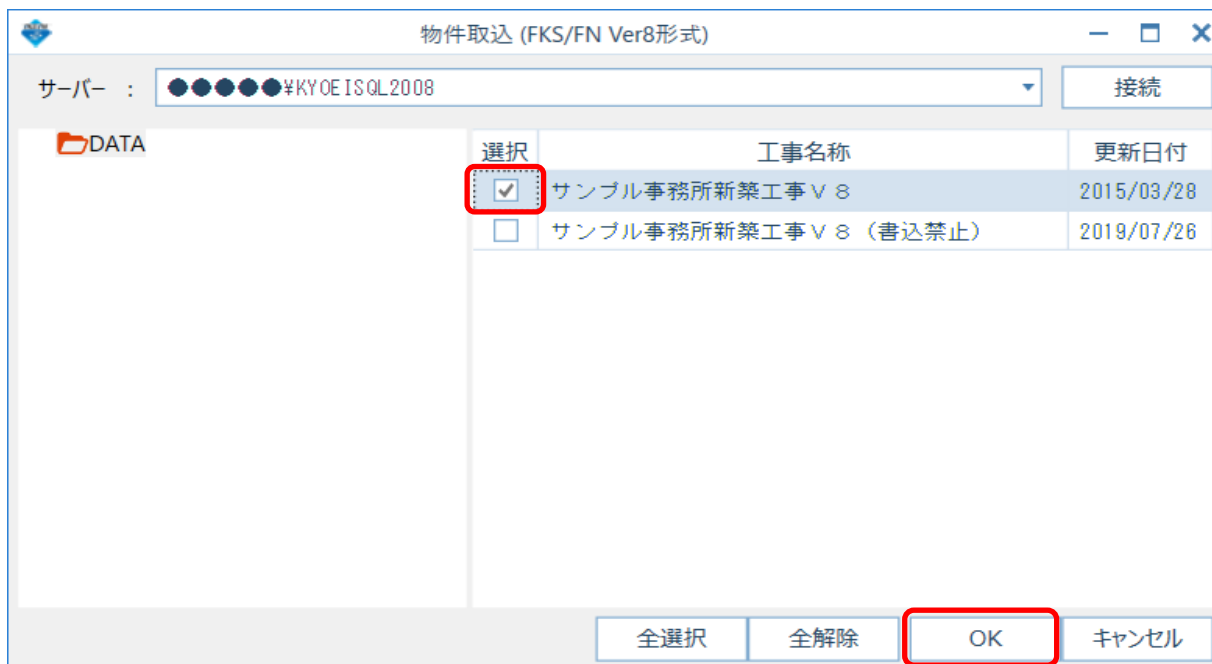 物件取込 (FKS/FN Ver8形式)
サーバー : ●●●●●¥KYOEISQL2008 接続
DATA
選択 工事名称 更新日付
サンプル事務所新築工事Ⅴ８ 2015/03/28
サンプル事務所新築工事Ⅴ８（書込禁止） 2019/07/26
全選択 全解除 OK キャンセル